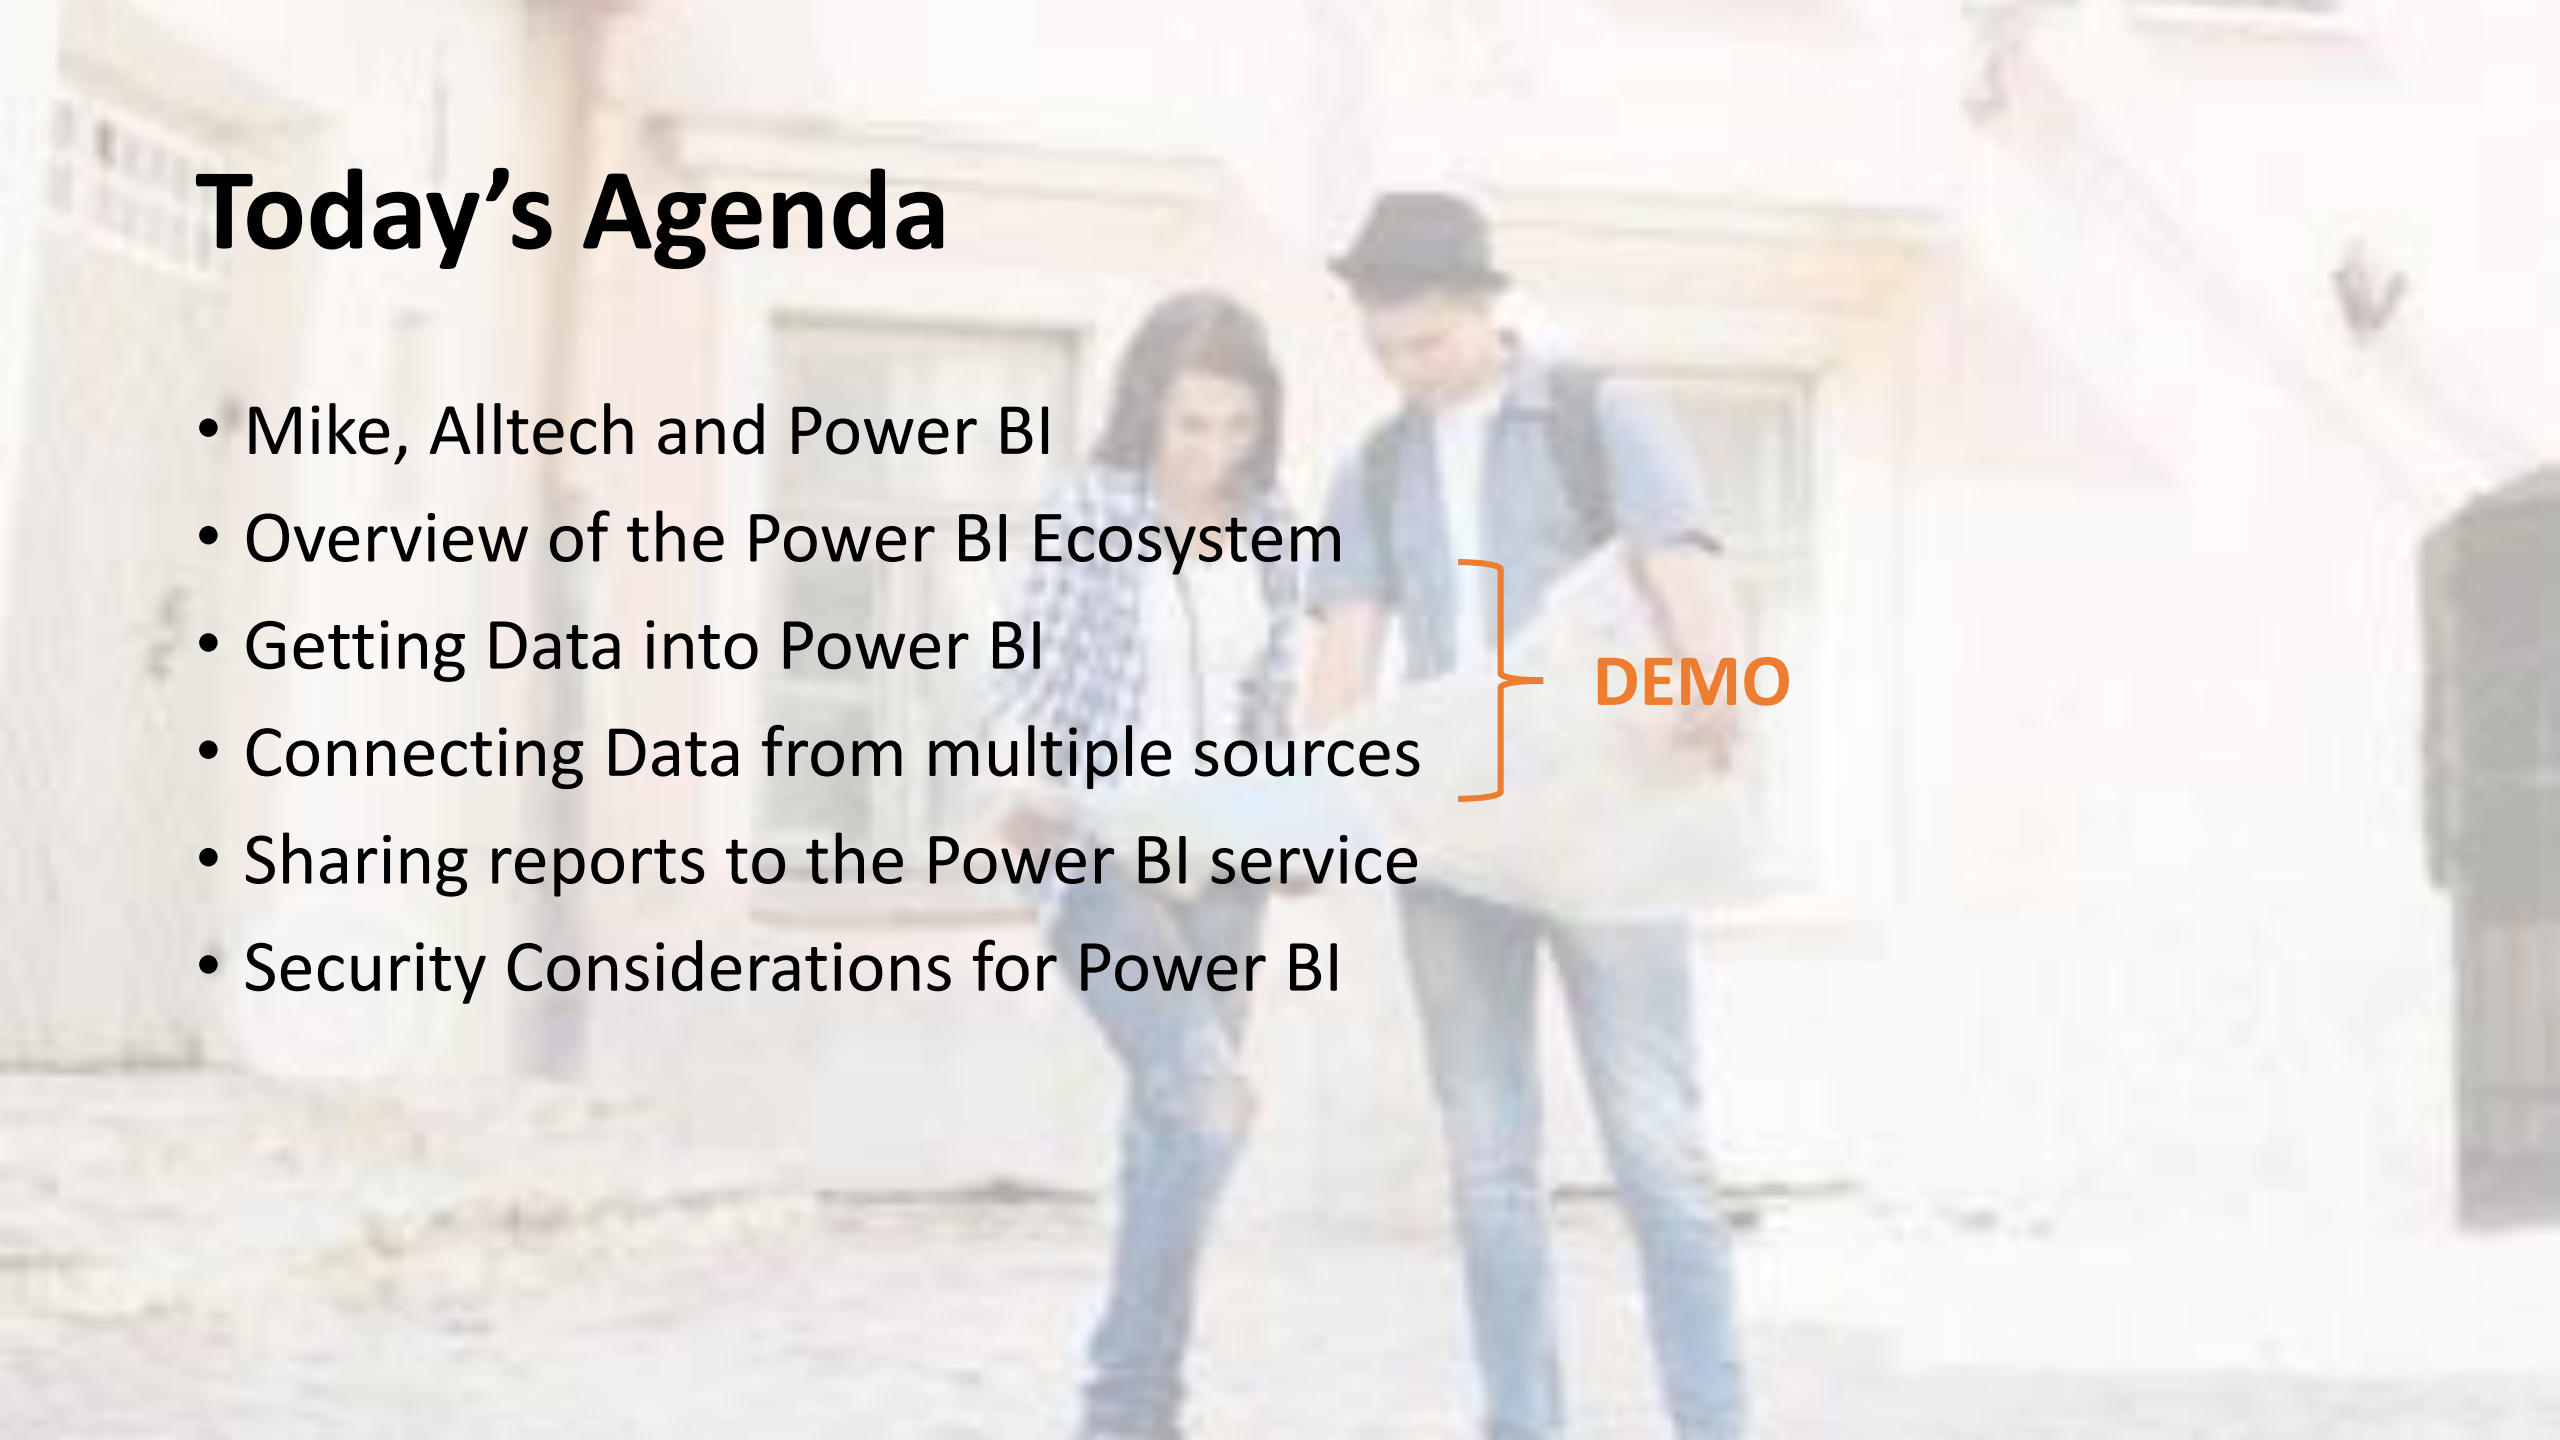 Today’s Agenda
• Mike, Alltech and Power BI
• Overview of the Power BI Ecosystem
• Getting Data into Power BI
DEMO
• Connecting Data from multiple sources
• Sharing reports to the Power BI service
• Security Considerations for Power BI